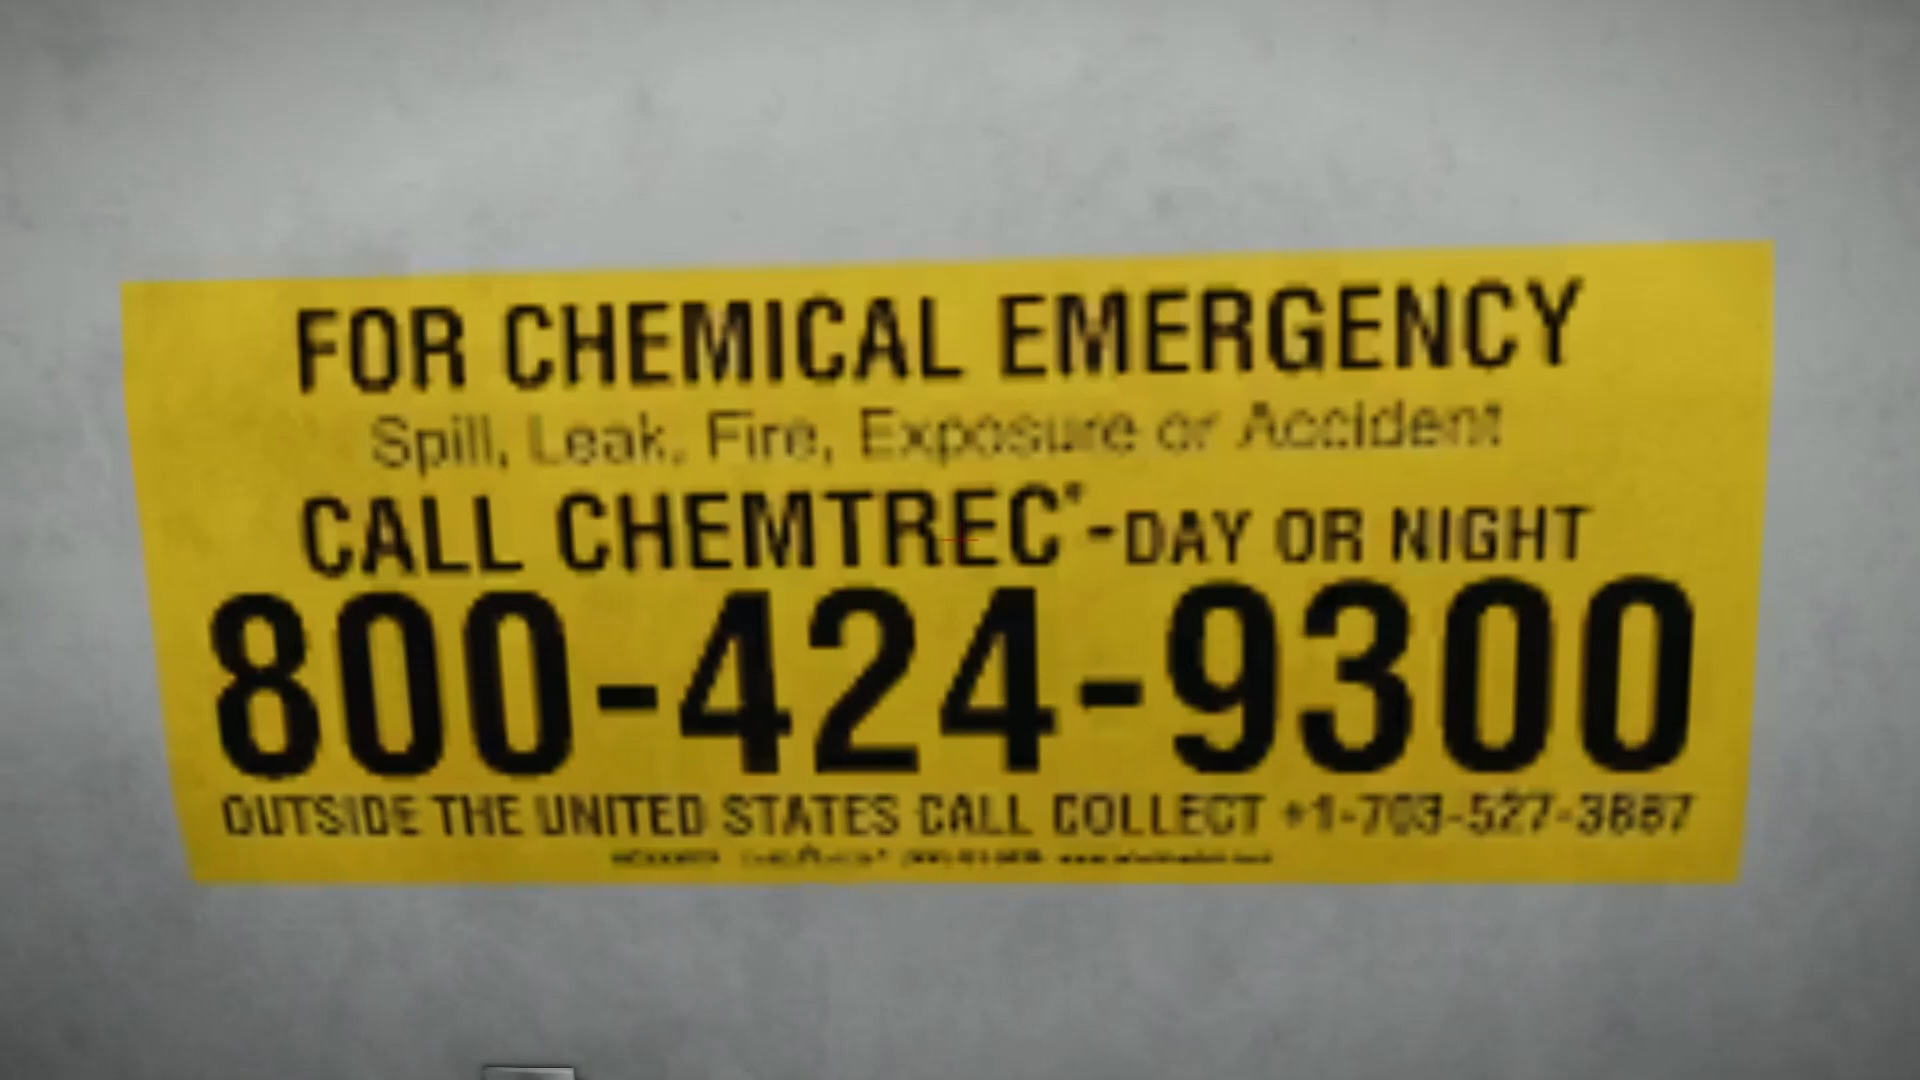 FOR CHEMICAL EMERGENCY
Spill, Leak, Fire, Exposure or Accident
CALL CHEMTREC®-DAY OR NIGHT
800-424-9300
OUTSIDE THE UNITED STATES CALL COLLECT +1-703-527-3887